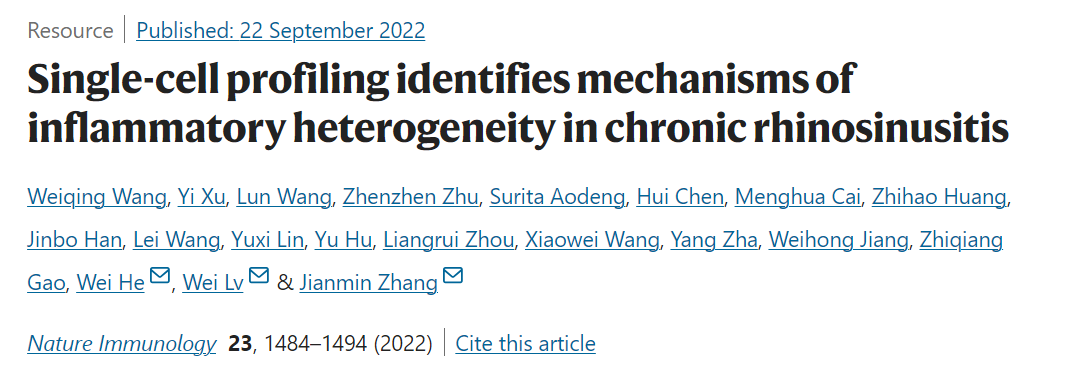 Resource Published: 22 September 2022
Single-cell profiling identifies mechanisms of
inflammatory heterogeneity in chronic rhinosinusitis
Weiqing Wang, Yi Xu, Lun Wang, Zhenzhen Zhu, Surita Aodeng, Hui Chen, Menghua Cai, Zhihao Huang,
Jinbo Han, Lei Wang, Yuxi Lin, Yu Hu, Liangrui Zhou, Xiaowei Wang, Yang Zha, Weihong Jiang, Zhiqiang
Gao, Wei He, Wei Lv & Jianmin Zhang
Nature Immunology 23, 1484–1494 (2022) Cite this article